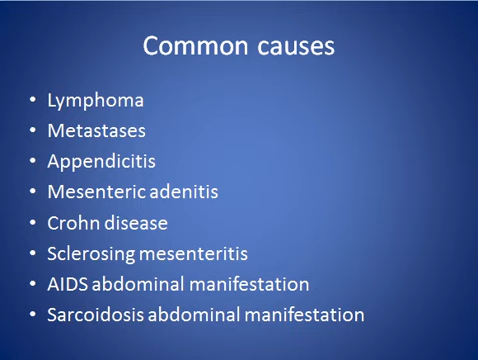 Common causes
• Lymphoma
• Metastases
• Appendicitis
• Mesenteric adenitis
• Crohn disease
• Sclerosing mesenteritis
• AIDS abdominal manifestation
• Sarcoidosis abdominal manifestation